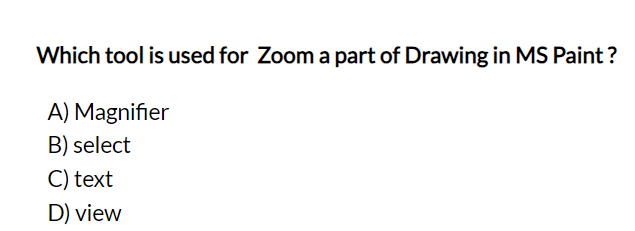 Which tool is used for Zoom a part of Drawing in MS Paint ?
A) Magnifier
B) select
C) text
D) view